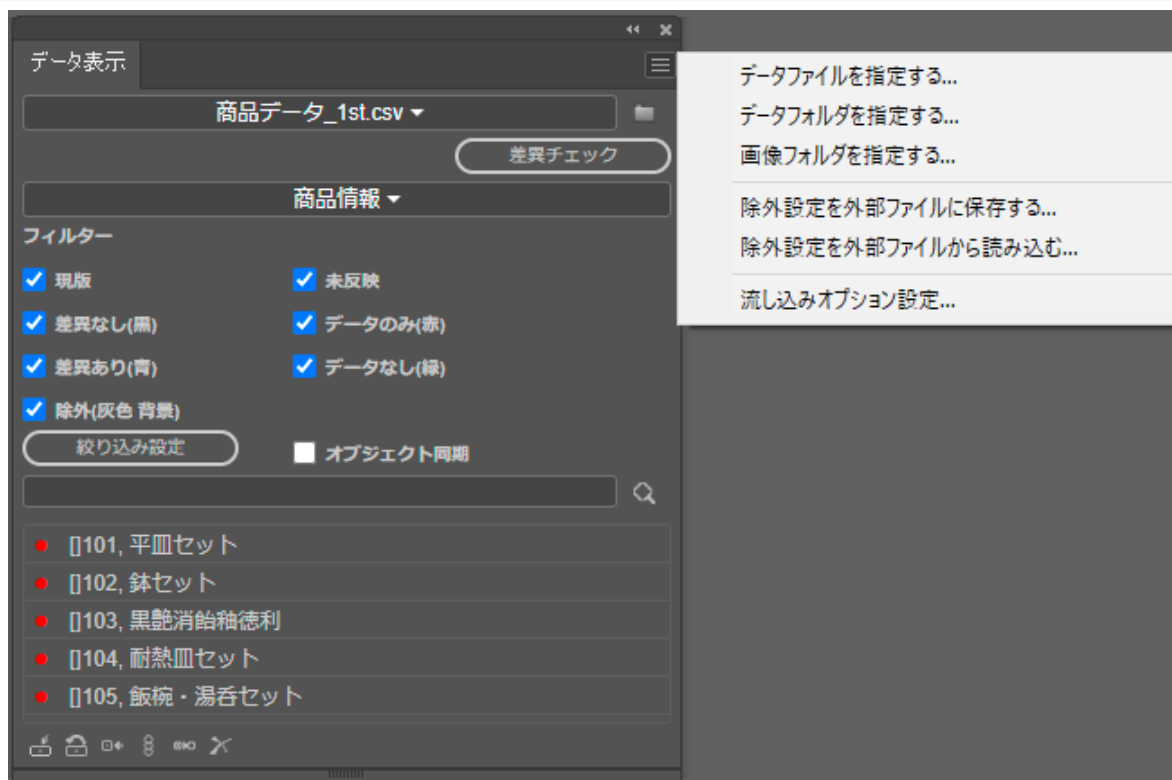 データ表示
商品データ_1st.csv
差異チェック
商品情報
フィルター
現版
未反映
差異なし(黒)
データのみ(赤)
差異あり(青)
データなし(緑)
除外(灰色 背景)
絞り込み設定
オブジェクト同期
[]101, 平皿セット
[]102, 鉢セット
[]103, 黒艶消飴釉徳利
[]104, 耐熱皿セット
[]105, 飯碗・湯呑セット
データファイルを指定する...
データフォルダを指定する...
画像フォルダを指定する...
除外設定を外部ファイルに保存する...
除外設定を外部ファイルから読み込む...
流し込みオプション設定...